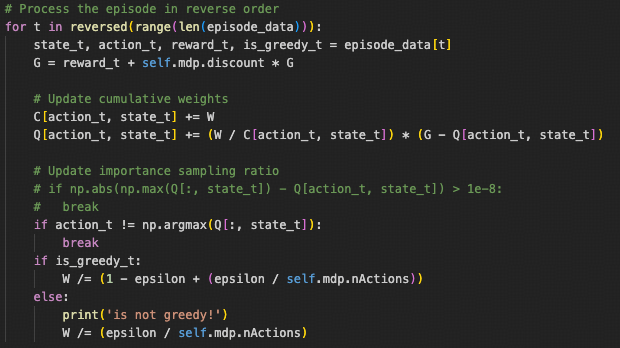 # Process the episode in reverse order
for t in reversed(range(len(episode_data))):
    state_t, action_t, reward_t, is_greedy_t = episode_data[t]
    G = reward_t + self.mdp.discount * G

    # Update cumulative weights
    C[action_t, state_t] += W
    Q[action_t, state_t] += (W / C[action_t, state_t]) * (G - Q[action_t, state_t])

    # Update importance sampling ratio
    # if np.abs(np.max(Q[:, state_t]) - Q[action_t, state_t]) > 1e-8:
    #   break
    if action_t != np.argmax(Q[:, state_t]):
        break
    if is_greedy_t:
        W /= (1 - epsilon + (epsilon / self.mdp.nActions))
    else:
        print('is not greedy!')
        W /= (epsilon / self.mdp.nActions)